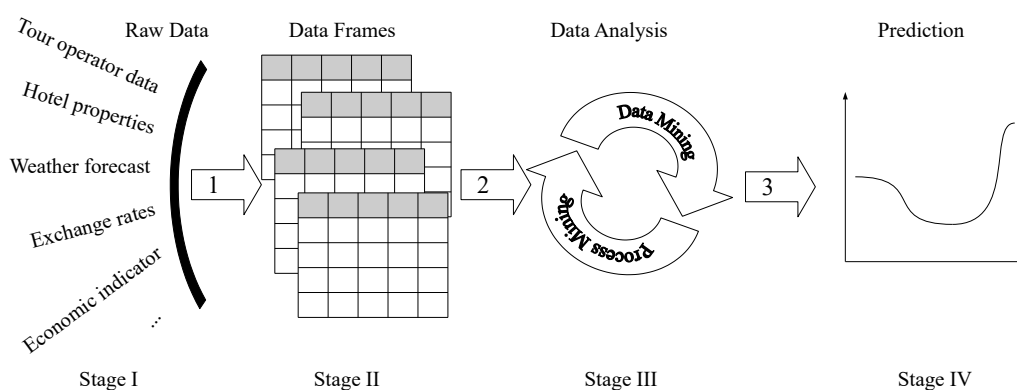 Raw Data
Data Frames
Data Analysis
Prediction
Tour operator data
Hotel properties
Weather forecast
Exchange rates
Economic indicator
...
1
2
3
Data Mining
Process Mining
Stage I
Stage II
Stage III
Stage IV